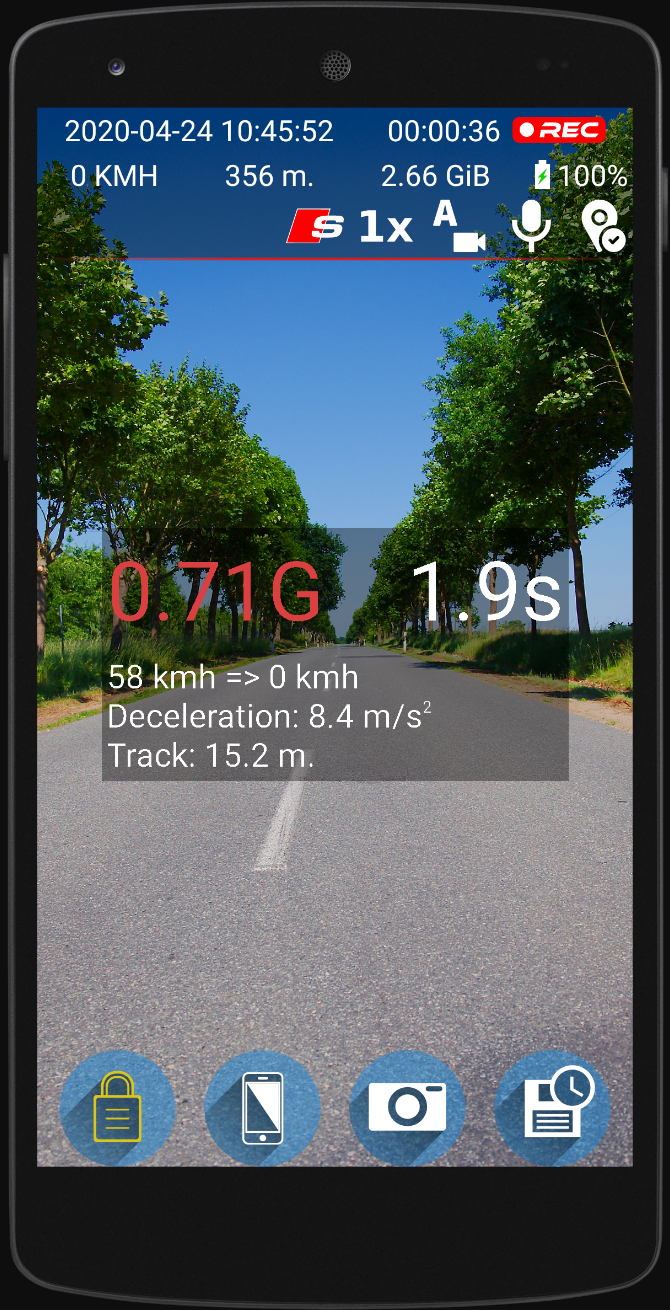 2020-04-24 10:45:52 00:00:36 REC
0 KMH 356 m. 2.66 GiB 100%
S 1x A
0.71G 1.9s
58 kmh => 0 kmh
Deceleration: 8.4 m/s²
Track: 15.2 m.